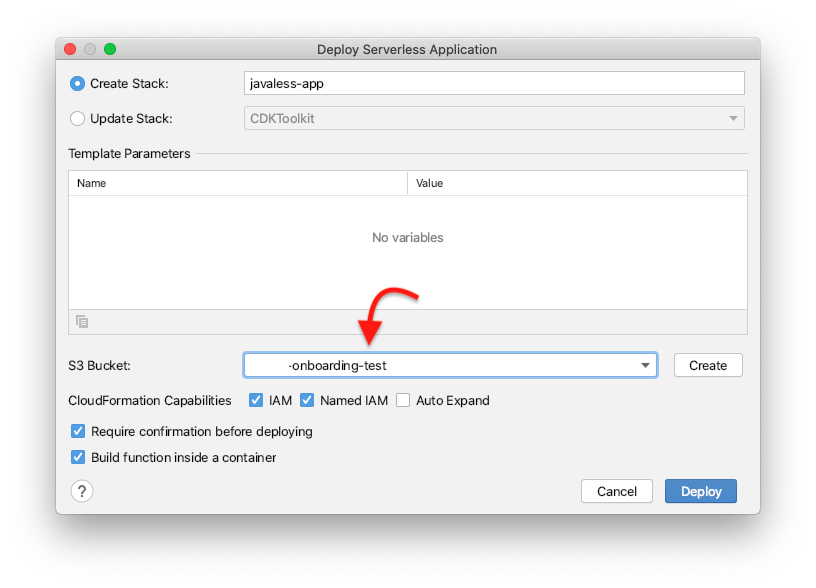 Deploy Serverless Application
Create Stack: javaless-app
Update Stack: CDKToolkit
Template Parameters
Name Value
No variables
S3 Bucket: -onboarding-test Create
CloudFormation Capabilities IAM Named IAM Auto Expand
Require confirmation before deploying
Build function inside a container
? Cancel Deploy